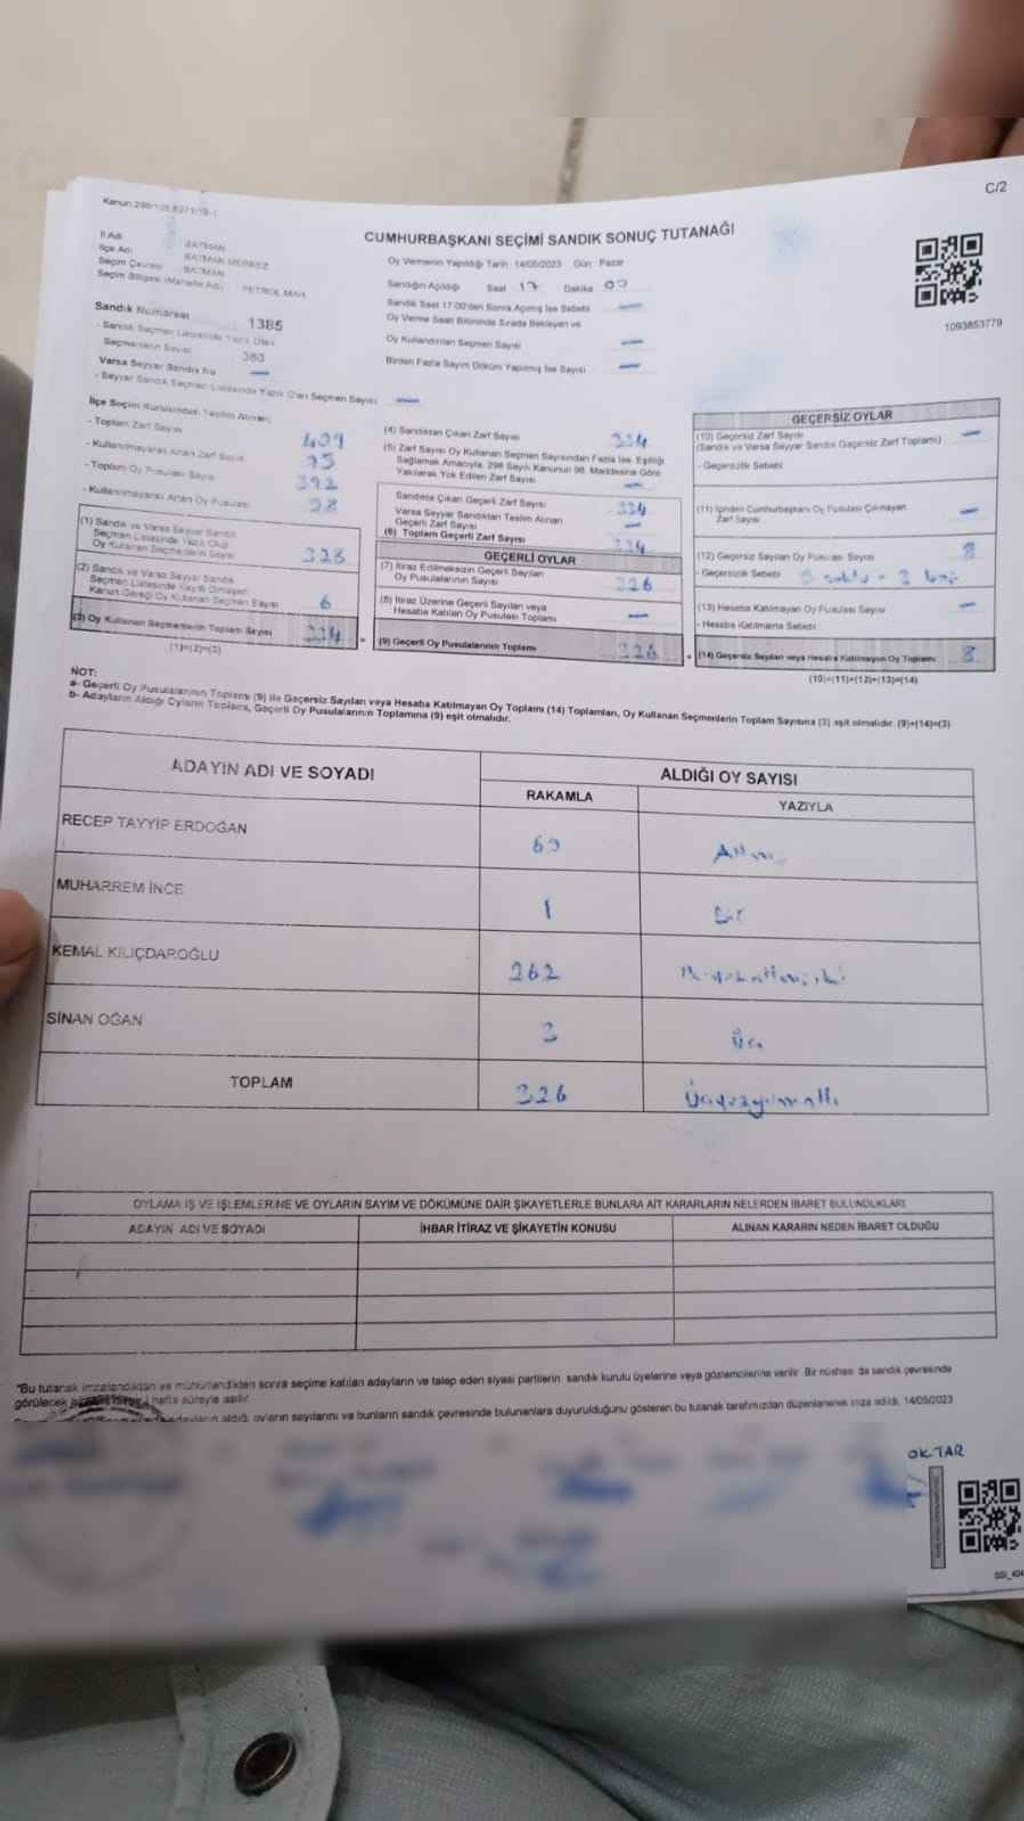 C/2
CUMHURBAŞKANI SEÇİMİ SANDIK SONUÇ TUTANAĞI
İl Adı BATMAN
İlçe Adı BATMAN MERKEZ
Seçim Çevresi BATMAN
Seçim Bölgesi (Mahalle Adı)
Oy Vermenin Yapıldığı Tarih 14/05/2023 Gün: Pazar
Sandığın Açıldığı Saat 17 Dakika
Sandık Saat 17:00'den Sonra Açılmış İse Sebebi
Oy Verme Saati Bitiminde Sırada Bekleyen ve
Oy Kullandırılan Seçmen Sayısı
Birden Fazla Sayım Döküm Yapılmış İse Sayısı
1093853779
Sandık Numarası 1385
- Sandık Seçmen Listesinde Yazılı Olan
Seçmenlerin Sayısı 380
Varsa Seyyar Sandık No
- Seyyar Sandık Seçmen Listesinde Yazılı Olan Seçmen Sayısı
İlçe Seçim Kurulundan Teslim Alınan
- Toplam Zarf Sayısı 409
- Kullanılmayarak Artan Zarf Sayısı 75
- Toplam Oy Pusulası Sayısı
- Kullanılmayarak Artan Oy Pusulası
(1) Sandık ve Varsa Seyyar Sandık
Seçmen Listesinde Yazılı Olup
Oy Kullanan Seçmenlerin Sayısı 328
(2) Sandık ve Varsa Seyyar Sandık
Seçmen Listesinde Kayıtlı Olmayan
Kanun Gereği Oy Kullanan Seçmen Sayısı 6
(3) Oy Kullanan Seçmenlerin Toplam Sayısı 334
(1)+(2)=(3)
(4) Sandıktan Çıkan Zarf Sayısı 334
(5) Zarf Sayısı Oy Kullanan Seçmen Sayısından Fazla İse, Eşitliği
Sağlamak Amacıyla, 298 Sayılı Kanunun 98. Maddesine Göre
Yakılarak Yok Edilen Zarf Sayısı
Sandıkta Çıkan Geçerli Zarf Sayısı 334
Varsa Seyyar Sandıktan Teslim Alınan
Geçerli Zarf Sayısı
(6) Toplam Geçerli Zarf Sayısı 334
GEÇERLİ OYLAR
(7) İtiraz Edilmeksizin Geçerli Sayılan
Oy Pusulalarının Sayısı 326
(8) İtiraz Üzerine Geçerli Sayılan veya
Hesaba Katılan Oy Pusulası Toplamı
(9) Geçerli Oy Pusulalarının Toplamı 326
GEÇERSİZ OYLAR
(10) Geçersiz Zarf Sayısı
(Sandık ve Varsa Seyyar Sandık Geçersiz Zarf Toplamı)
- Geçersizlik Sebebi
(11) İçinden Cumhurbaşkanı Oy Pusulası Çıkmayan
Zarf Sayısı
(12) Geçersiz Sayılan Oy Pusulası Sayısı 8
- Geçersizlik Sebebi
(13) Hesaba Katılmayan Oy Pusulası Sayısı
- Hesaba Katılmama Sebebi
(14) Geçersiz Sayılan veya Hesaba Katılmayan Oy Toplamı 8
(10)+(11)+(12)+(13)=(14)
NOT:
a- Geçerli Oy Pusulalarının Toplamı (9) ile Geçersiz Sayılan veya Hesaba Katılmayan Oy Toplamı (14) Toplamları, Oy Kullanan Seçmenlerin Toplam Sayısına (3) eşit olmalıdır. (9)+(14)=(3)
b- Adayların Aldığı Oyların Toplamı, Geçerli Oy Pusulalarının Toplamına (9) eşit olmalıdır.
ADAYIN ADI VE SOYADI ALDIĞI OY SAYISI
RAKAMLA YAZIYLA
RECEP TAYYİP ERDOĞAN 60 Altmış
MUHARREM İNCE 1 Bir
KEMAL KILIÇDAROĞLU 262
SİNAN OĞAN 3 Üç
TOPLAM 326 Üçyüzyirmialtı
OYLAMA İŞ VE İŞLEMLERİNE VE OYLARIN SAYIM VE DÖKÜMÜNE DAİR ŞİKAYETLERLE BUNLARA AİT KARARLARIN NELERDEN İBARET BULUNDUKLARI
ADAYIN ADI VE SOYADI İHBAR İTİRAZ VE ŞİKAYETİN KONUSU ALINAN KARARIN NEDEN İBARET OLDUĞU
*Bu tutanak imzalandıktan ve mühürlendikten sonra seçime katılan adayların ve talep eden siyasi partilerin sandık kurulu üyelerine veya gözlemcilerine verilir. Bir nüshası da sandık çevresinde
görülecek hafta süreyle asılır.
aldığı oyların sayılarını ve bunların sandık çevresinde bulunanlara duyurulduğunu gösteren bu tutanak tarafımızdan düzenlenerek imza edildi. 14/05/2023
OKTAR